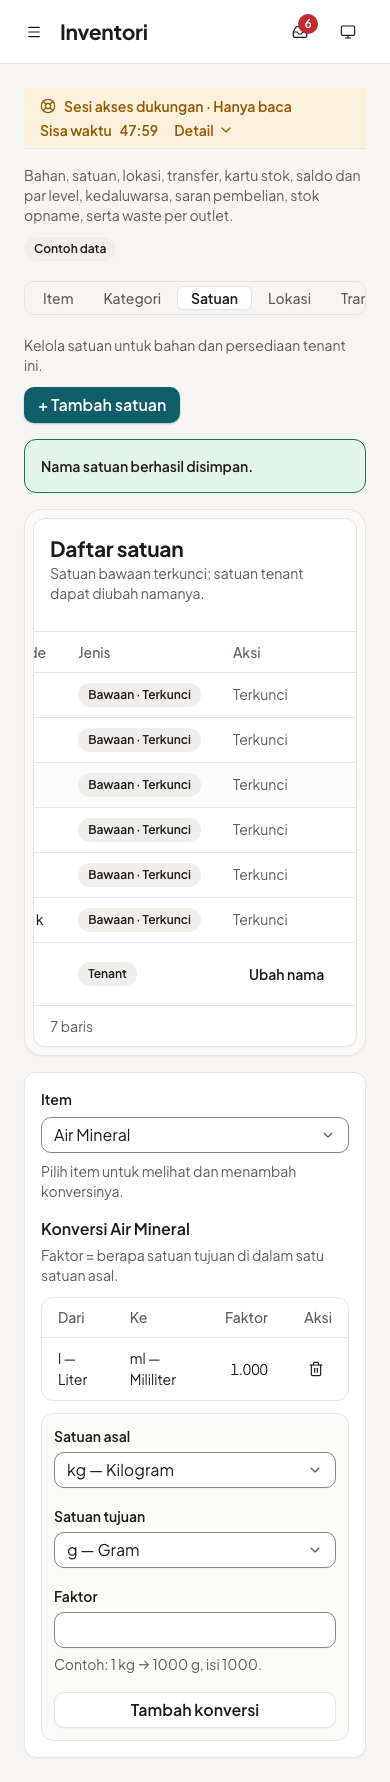 Inventori
6
Sesi akses dukungan · Hanya baca
Sisa waktu 47:59 Detail
Bahan, satuan, lokasi, transfer, kartu stok, saldo dan
par level, kedaluwarsa, saran pembelian, stok
opname, serta waste per outlet.
Contoh data
Item Kategori Satuan Lokasi Tran
Kelola satuan untuk bahan dan persediaan tenant
ini.
+ Tambah satuan
Nama satuan berhasil disimpan.
Daftar satuan
Satuan bawaan terkunci; satuan tenant
dapat diubah namanya.
de Jenis Aksi
Bawaan · Terkunci Terkunci
Bawaan · Terkunci Terkunci
Bawaan · Terkunci Terkunci
Bawaan · Terkunci Terkunci
Bawaan · Terkunci Terkunci
k Bawaan · Terkunci Terkunci
Tenant Ubah nama
7 baris
Item
Air Mineral
Pilih item untuk melihat dan menambah
konversinya.
Konversi Air Mineral
Faktor = berapa satuan tujuan di dalam satu
satuan asal.
Dari Ke Faktor Aksi
l — ml —
Liter Mililiter 1.000
Satuan asal
kg — Kilogram
Satuan tujuan
g — Gram
Faktor
Contoh: 1 kg → 1000 g, isi 1000.
Tambah konversi